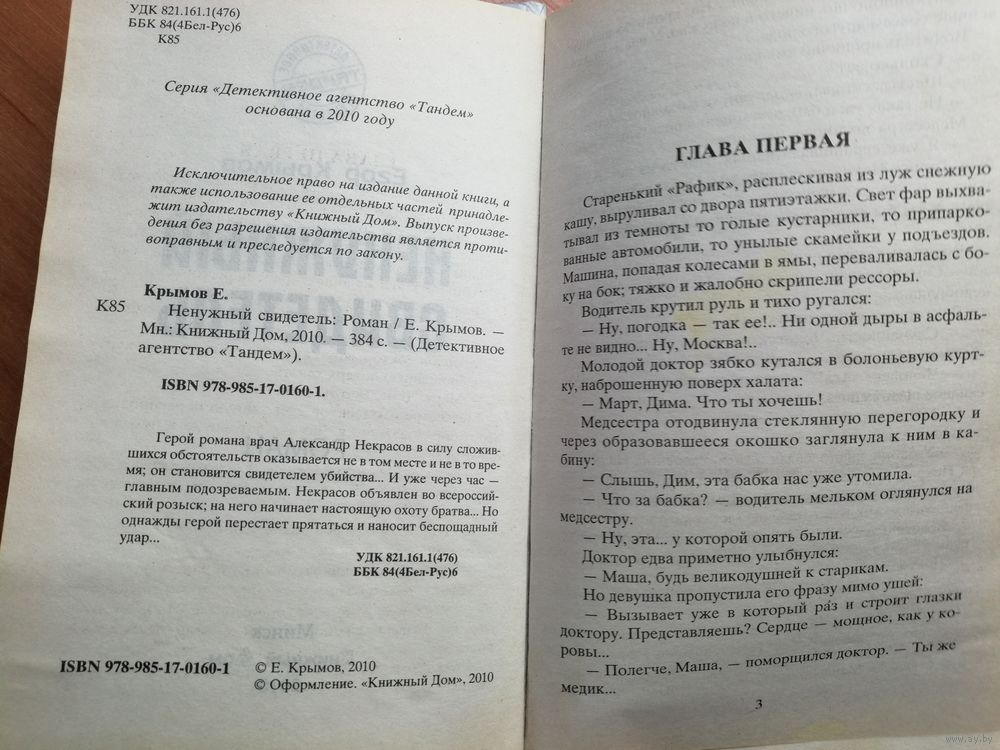 УДК 821.161.1(476)
ББК 84(4Бел-Рус)6
К85
Серия «Детективное агентство «Тандем»
основана в 2010 году
Исключительное право на издание данной книги, а
также использование ее отдельных частей принадле-
жит издательству «Книжный Дом». Выпуск произве-
дения без разрешения издательства является проти-
воправным и преследуется по закону.
Крымов Е.
К85
Ненужный свидетель: Роман / Е. Крымов. —
Мн.: Книжный Дом, 2010. — 384 с. — (Детективное
агентство «Тандем»).
ISBN 978-985-17-0160-1.
Герой романа врач Александр Некрасов в силу сложив-
шихся обстоятельств оказывается не в том месте и не в то вре-
мя; он становится свидетелем убийства... И уже через час —
главным подозреваемым. Некрасов объявлен во всероссий-
ский розыск; на него начинает настоящую охоту братва... Но
однажды герой перестает прятаться и наносит беспощадный
удар...
УДК 821.161.1(476)
ББК 84(4Бел-Рус)6
ISBN 978-985-17-0160-1
© Е. Крымов, 2010
© Оформление. «Книжный Дом», 2010
ГЛАВА ПЕРВАЯ
Старенький «Рафик», расплескивая из луж снежную
кашу, выруливал со двора пятиэтажки. Свет фар выхва-
тывал из темноты то голые кустарники, то припарко-
ванные автомобили, то унылые скамейки у подъездов.
Машина, попадая колесами в ямы, переваливалась с бо-
ку на бок; тяжко и жалобно скрипели рессоры.
Водитель крутил руль и тихо ругался:
— Ну, погодка — так ее!.. Ни одной дыры в асфаль-
те не видно... Ну, Москва!..
Молодой доктор зябко кутался в болоньевую курт-
ку, наброшенную поверх халата:
— Март, Дима. Что ты хочешь!
Медсестра отодвинула стеклянную перегородку и
через образовавшееся окошко заглянула к ним в ка-
бину:
— Слышь, Дим, эта бабка нас уже утомила.
— Что за бабка? — водитель мельком оглянулся на
медсестру.
— Ну, эта... у которой опять были.
Доктор едва приметно улыбнулся:
— Маша, будь великодушней к старикам.
Но девушка пропустила его фразу мимо ушей:
— Вызывает уже в который раз и строит глазки
доктору. Представляешь? Сердце — мощное, как у ко-
ровы...
— Полегче, Маша, — поморщился доктор. — Ты же
медик...
3
www.ay.by